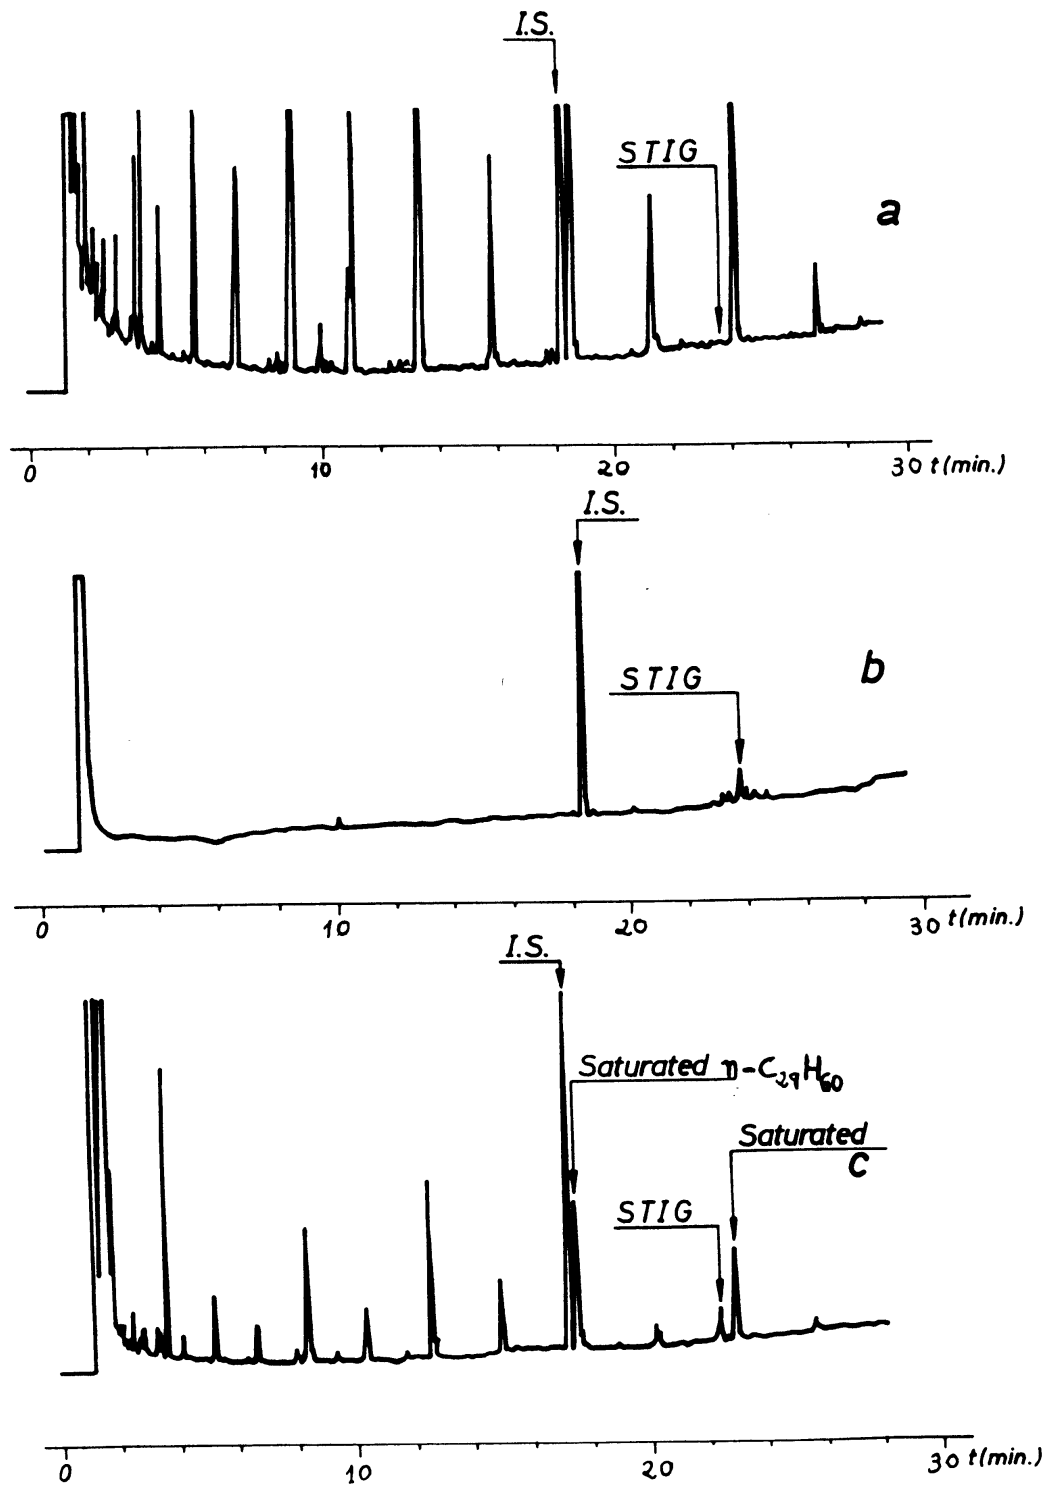 I.S.
STIG
a
0 10 20 30 t(min.)
I.S.
STIG
b
0 10 20 30 t(min.)
I.S.
Saturated n-C₂₉H₆₀
Saturated
C
STIG
0 10 20 30 t(min.)